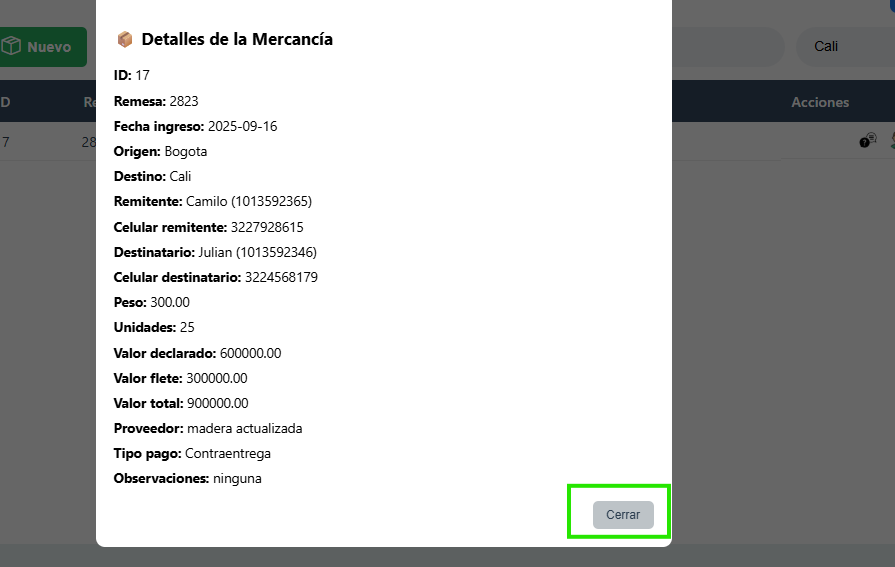 Detalles de la Mercancía
Nuevo
Cali
ID: 17
D
Re
Acciones
Remesa: 2823
Fecha ingreso: 2025-09-16
7
28
Origen: Bogota
Destino: Cali
Remitente: Camilo (1013592365)
Celular remitente: 3227928615
Destinatario: Julian (1013592346)
Celular destinatario: 3224568179
Peso: 300.00
Unidades: 25
Valor declarado: 600000.00
Valor flete: 300000.00
Valor total: 900000.00
Proveedor: madera actualizada
Tipo pago: Contraentrega
Observaciones: ninguna
Cerrar